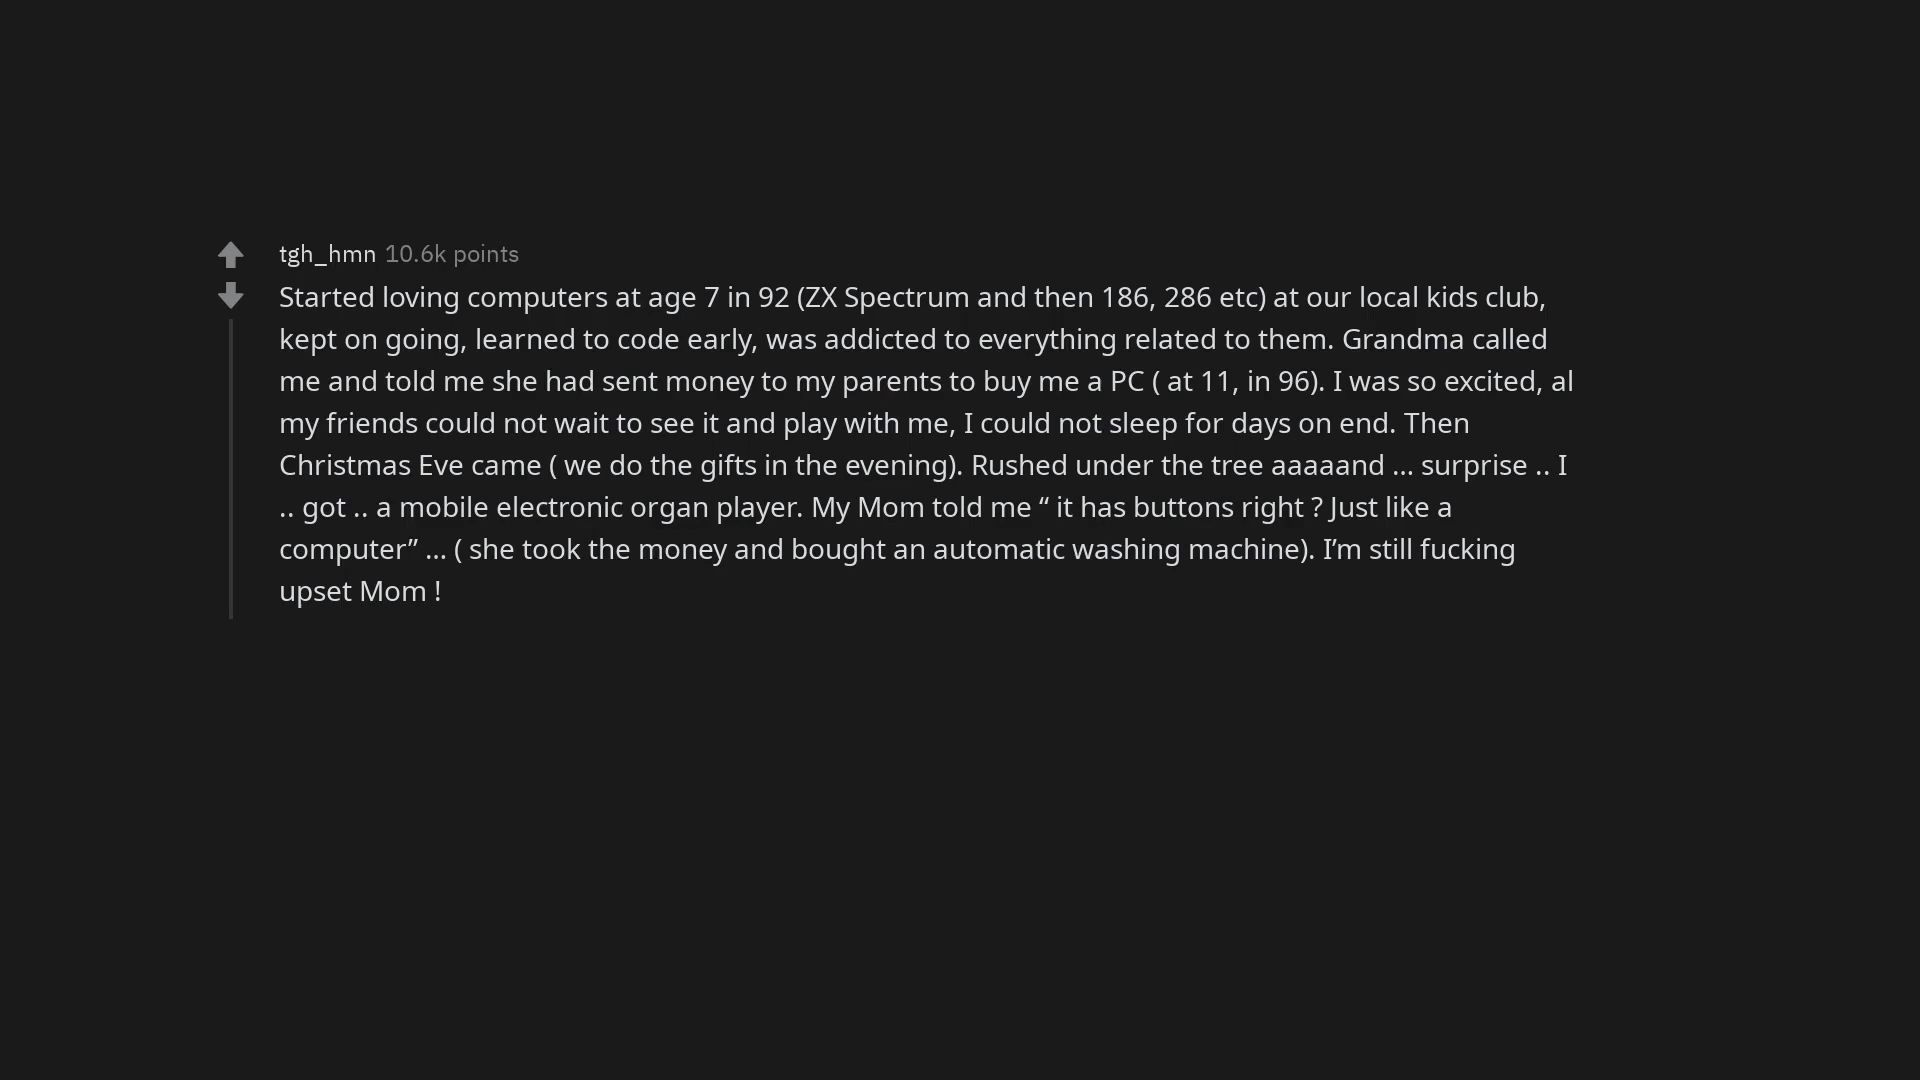 tgh_hmn 10.6k points
Started loving computers at age 7 in 92 (ZX Spectrum and then 186, 286 etc) at our local kids club,
kept on going, learned to code early, was addicted to everything related to them. Grandma called
me and told me she had sent money to my parents to buy me a PC ( at 11, in 96). I was so excited, al
my friends could not wait to see it and play with me, I could not sleep for days on end. Then
Christmas Eve came ( we do the gifts in the evening). Rushed under the tree aaaaand ... surprise .. I
.. got .. a mobile electronic organ player. My Mom told me “ it has buttons right ? Just like a
computer” ... ( she took the money and bought an automatic washing machine). I’m still fucking
upset Mom !